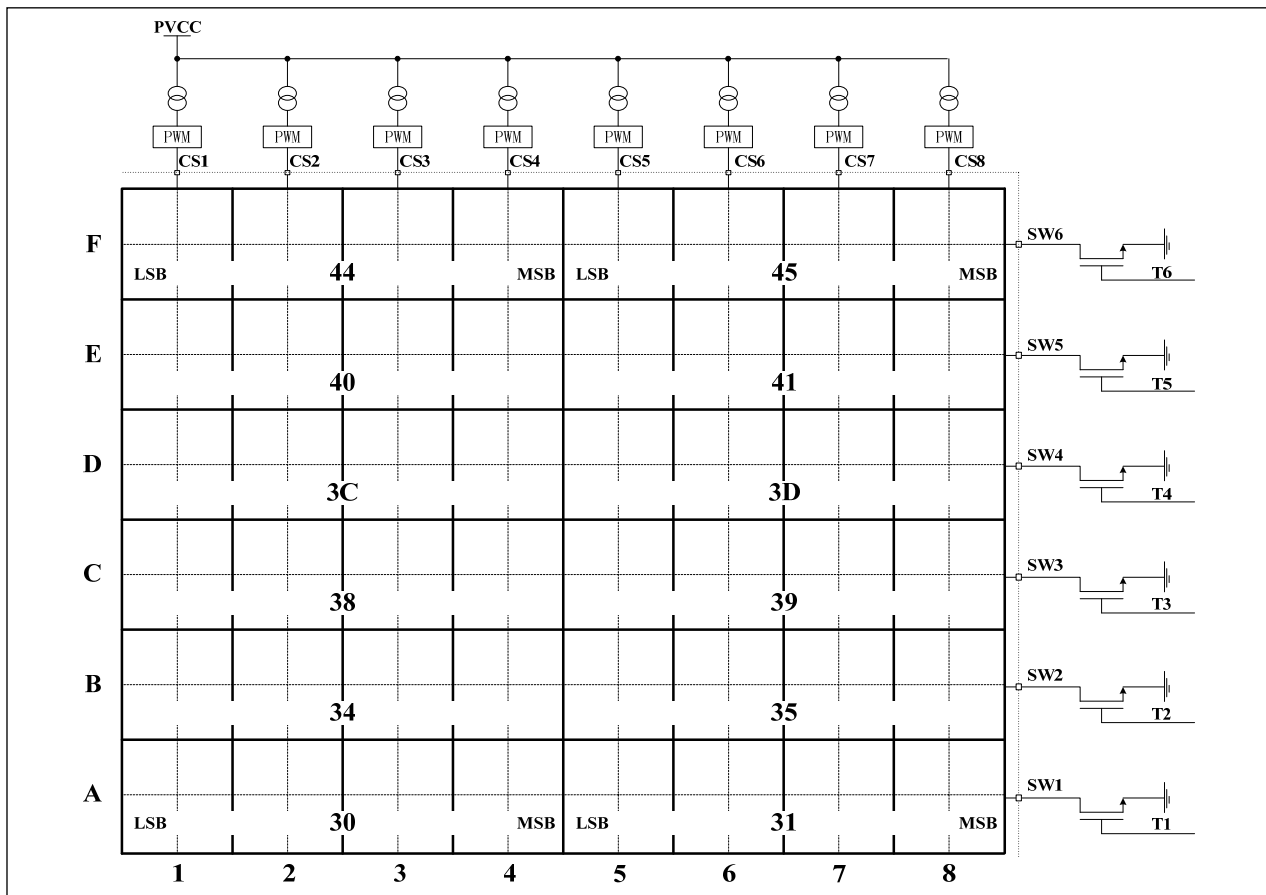 PVCC
PWM PWM PWM PWM PWM PWM PWM PWM
CS1 CS2 CS3 CS4 CS5 CS6 CS7 CS8
F
SW6
LSB 44 MSB LSB 45 MSB
T6
E
SW5
40 41
T5
D
SW4
3C 3D
T4
C
SW3
38 39
T3
B
SW2
34 35
T2
A
SW1
LSB 30 MSB LSB 31 MSB
T1
1 2 3 4 5 6 7 8